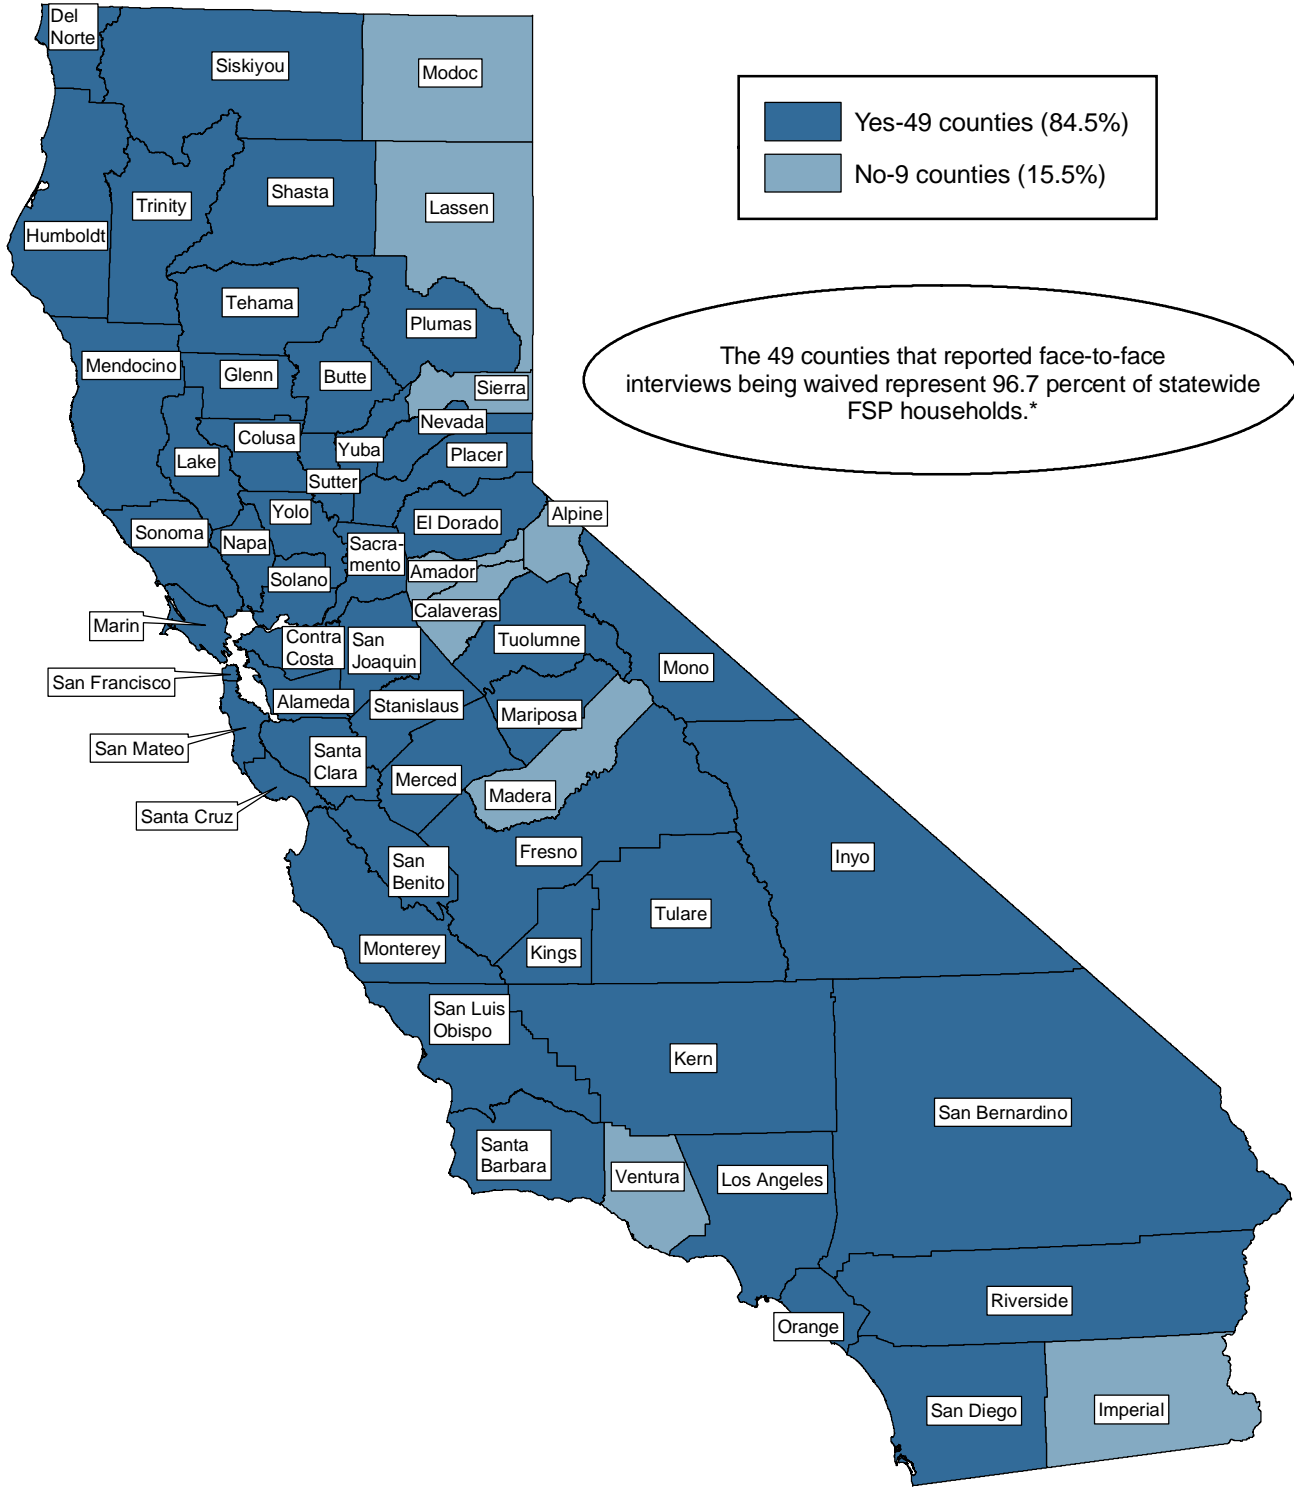 Del
Norte
Siskiyou
Modoc
Yes-49 counties (84.5%)
No-9 counties (15.5%)
Shasta
Trinity
Lassen
Humboldt
Tehama
Plumas
The 49 counties that reported face-to-face
interviews being waived represent 96.7 percent of statewide
FSP households.*
Mendocino
Glenn
Butte
Sierra
Nevada
Colusa
Yuba
Placer
Lake
Sutter
Yolo
Alpine
El Dorado
Sonoma
Napa
Sacra-
mento
Amador
Solano
Calaveras
Marin
Contra
Costa
San
Joaquin
Tuolumne
Mono
San Francisco
Alameda
Stanislaus
Mariposa
San Mateo
Santa
Clara
Merced
Madera
Santa Cruz
Fresno
Inyo
San
Benito
Tulare
Monterey
Kings
San Luis
Obispo
Kern
San Bernardino
Santa
Barbara
Ventura
Los Angeles
Riverside
Orange
San Diego
Imperial